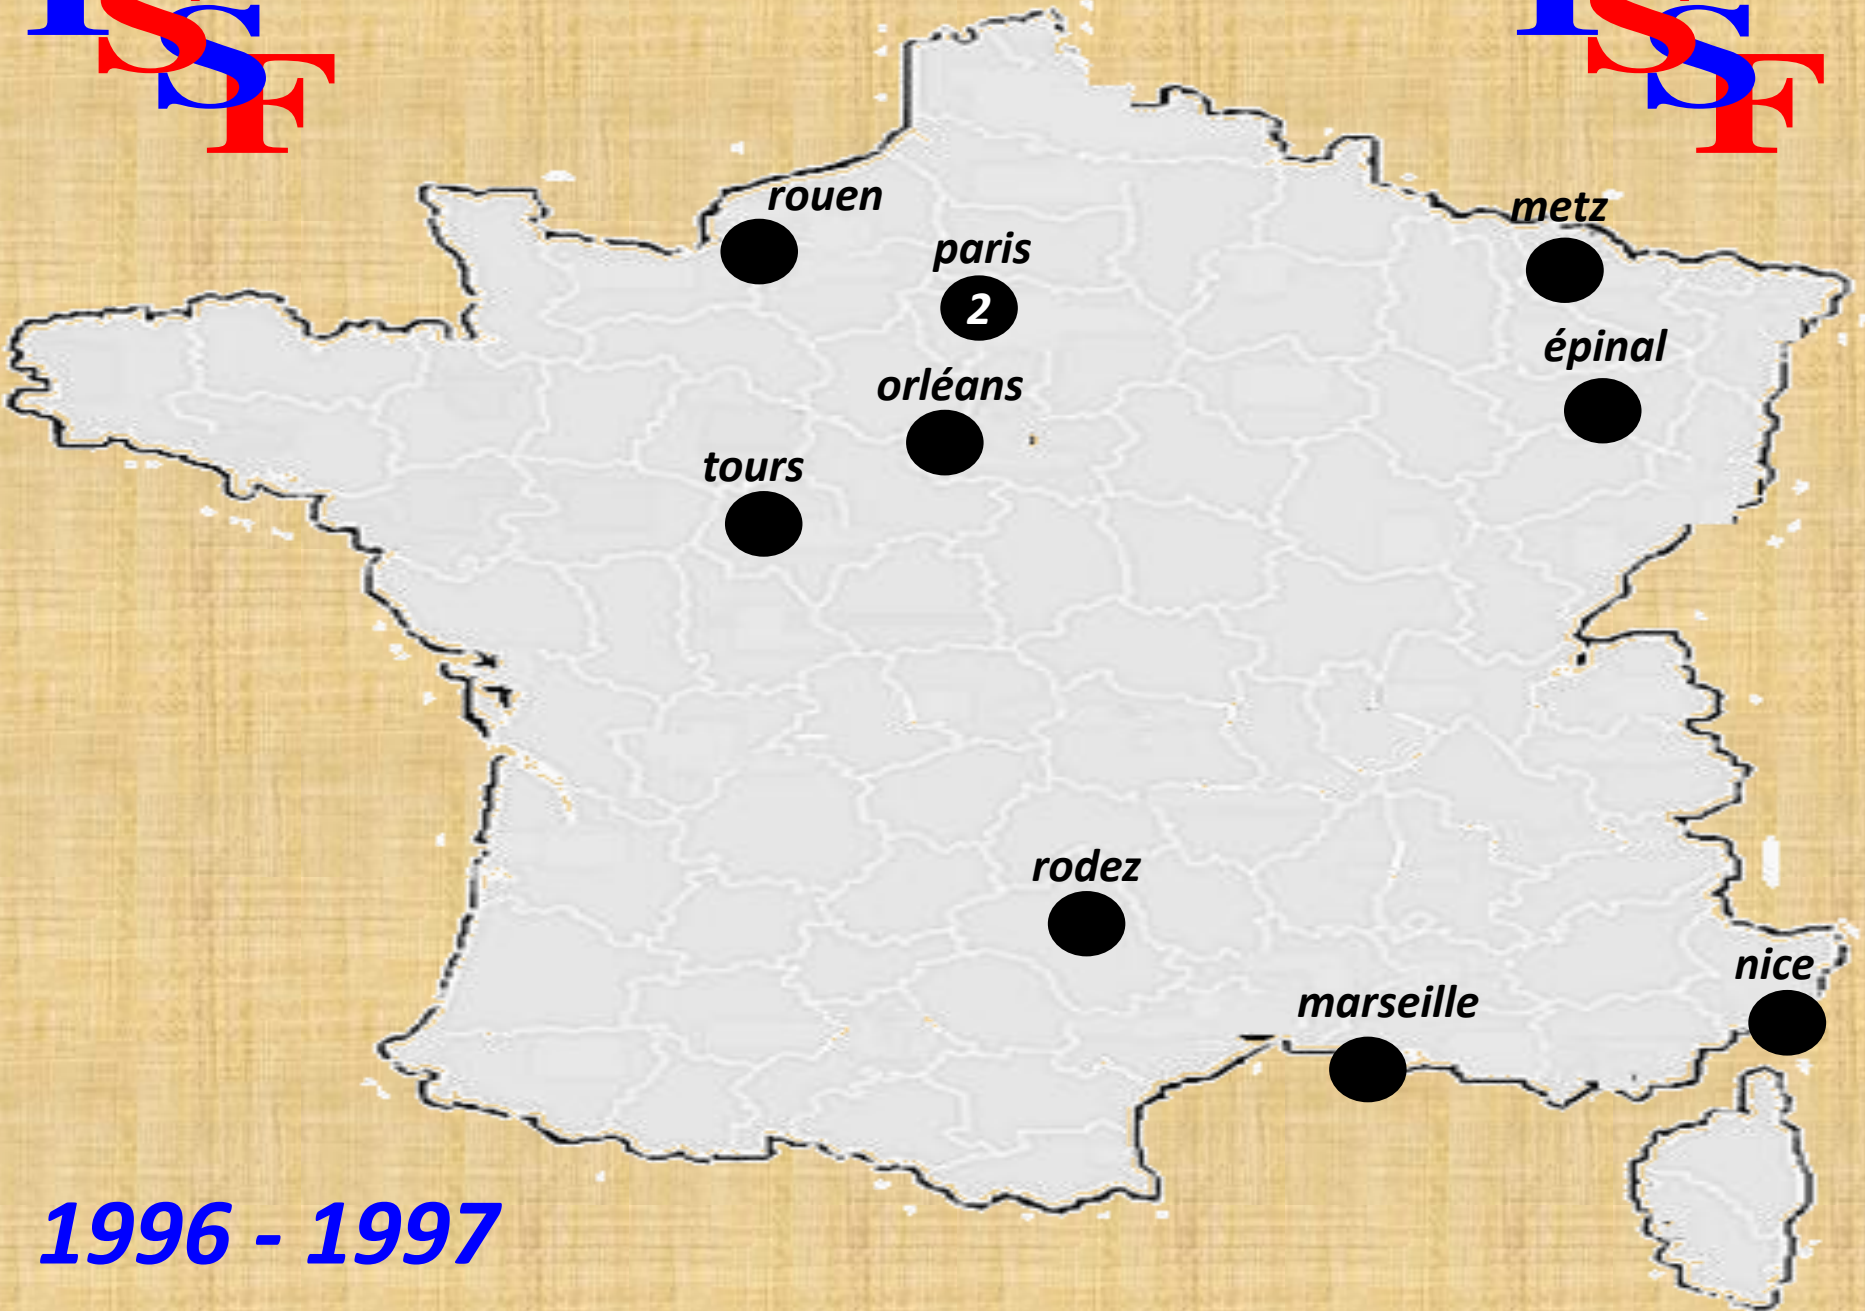 ISSF
ISSF
rouen
metz
paris
2
épinal
orléans
tours
rodez
nice
marseille
1996 - 1997